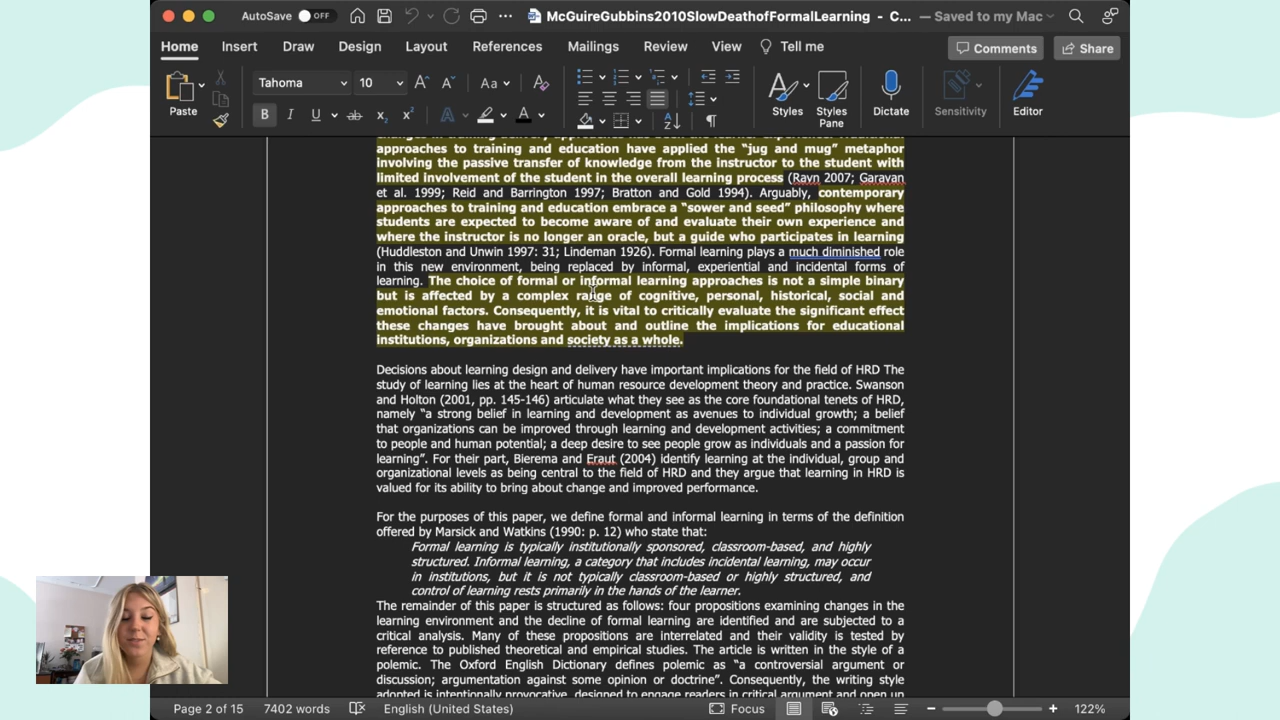 AutoSave OFF
McGuireGubbins2010SlowDeathofFormalLearning - C... — Saved to my Mac
Home Insert Draw Design Layout References Mailings Review View Tell me Comments Share
Paste
Tahoma 10
Aa
Styles
Styles Pane
Dictate
Sensitivity
Editor
approaches to training and education have applied the “jug and mug” metaphor
involving the passive transfer of knowledge from the instructor to the student with
limited involvement of the student in the overall learning process (Ravn 2007; Garavan
et al. 1999; Reid and Barrington 1997; Bratton and Gold 1994). Arguably, contemporary
approaches to training and education embrace a “sower and seed” philosophy where
students are expected to become aware of and evaluate their own experience and
where the instructor is no longer an oracle, but a guide who participates in learning
(Huddleston and Unwin 1997: 31; Lindeman 1926). Formal learning plays a much diminished role
in this new environment, being replaced by informal, experiential and incidental forms of
learning. The choice of formal or informal learning approaches is not a simple binary
but is affected by a complex range of cognitive, personal, historical, social and
emotional factors. Consequently, it is vital to critically evaluate the significant effect
these changes have brought about and outline the implications for educational
institutions, organizations and society as a whole.
Decisions about learning design and delivery have important implications for the field of HRD The
study of learning lies at the heart of human resource development theory and practice. Swanson
and Holton (2001, pp. 145-146) articulate what they see as the core foundational tenets of HRD,
namely “a strong belief in learning and development as avenues to individual growth; a belief
that organizations can be improved through learning and development activities; a commitment
to people and human potential; a deep desire to see people grow as individuals and a passion for
learning”. For their part, Bierema and Eraut (2004) identify learning at the individual, group and
organizational levels as being central to the field of HRD and they argue that learning in HRD is
valued for its ability to bring about change and improved performance.
For the purposes of this paper, we define formal and informal learning in terms of the definition
offered by Marsick and Watkins (1990: p. 12) who state that:
Formal learning is typically institutionally sponsored, classroom-based, and highly
structured. Informal learning, a category that includes incidental learning, may occur
in institutions, but it is not typically classroom-based or highly structured, and
control of learning rests primarily in the hands of the learner.
The remainder of this paper is structured as follows: four propositions examining changes in the
learning environment and the decline of formal learning are identified and are subjected to a
critical analysis. Many of these propositions are interrelated and their validity is tested by
reference to published theoretical and empirical studies. The article is written in the style of a
polemic. The Oxford English Dictionary defines polemic as “a controversial argument or
discussion; argumentation against some opinion or doctrine”. Consequently, the writing style
adopted is intentionally provocative, designed to engage readers in critical argument and open up
Page 2 of 15 7402 words English (United States) Focus 122%